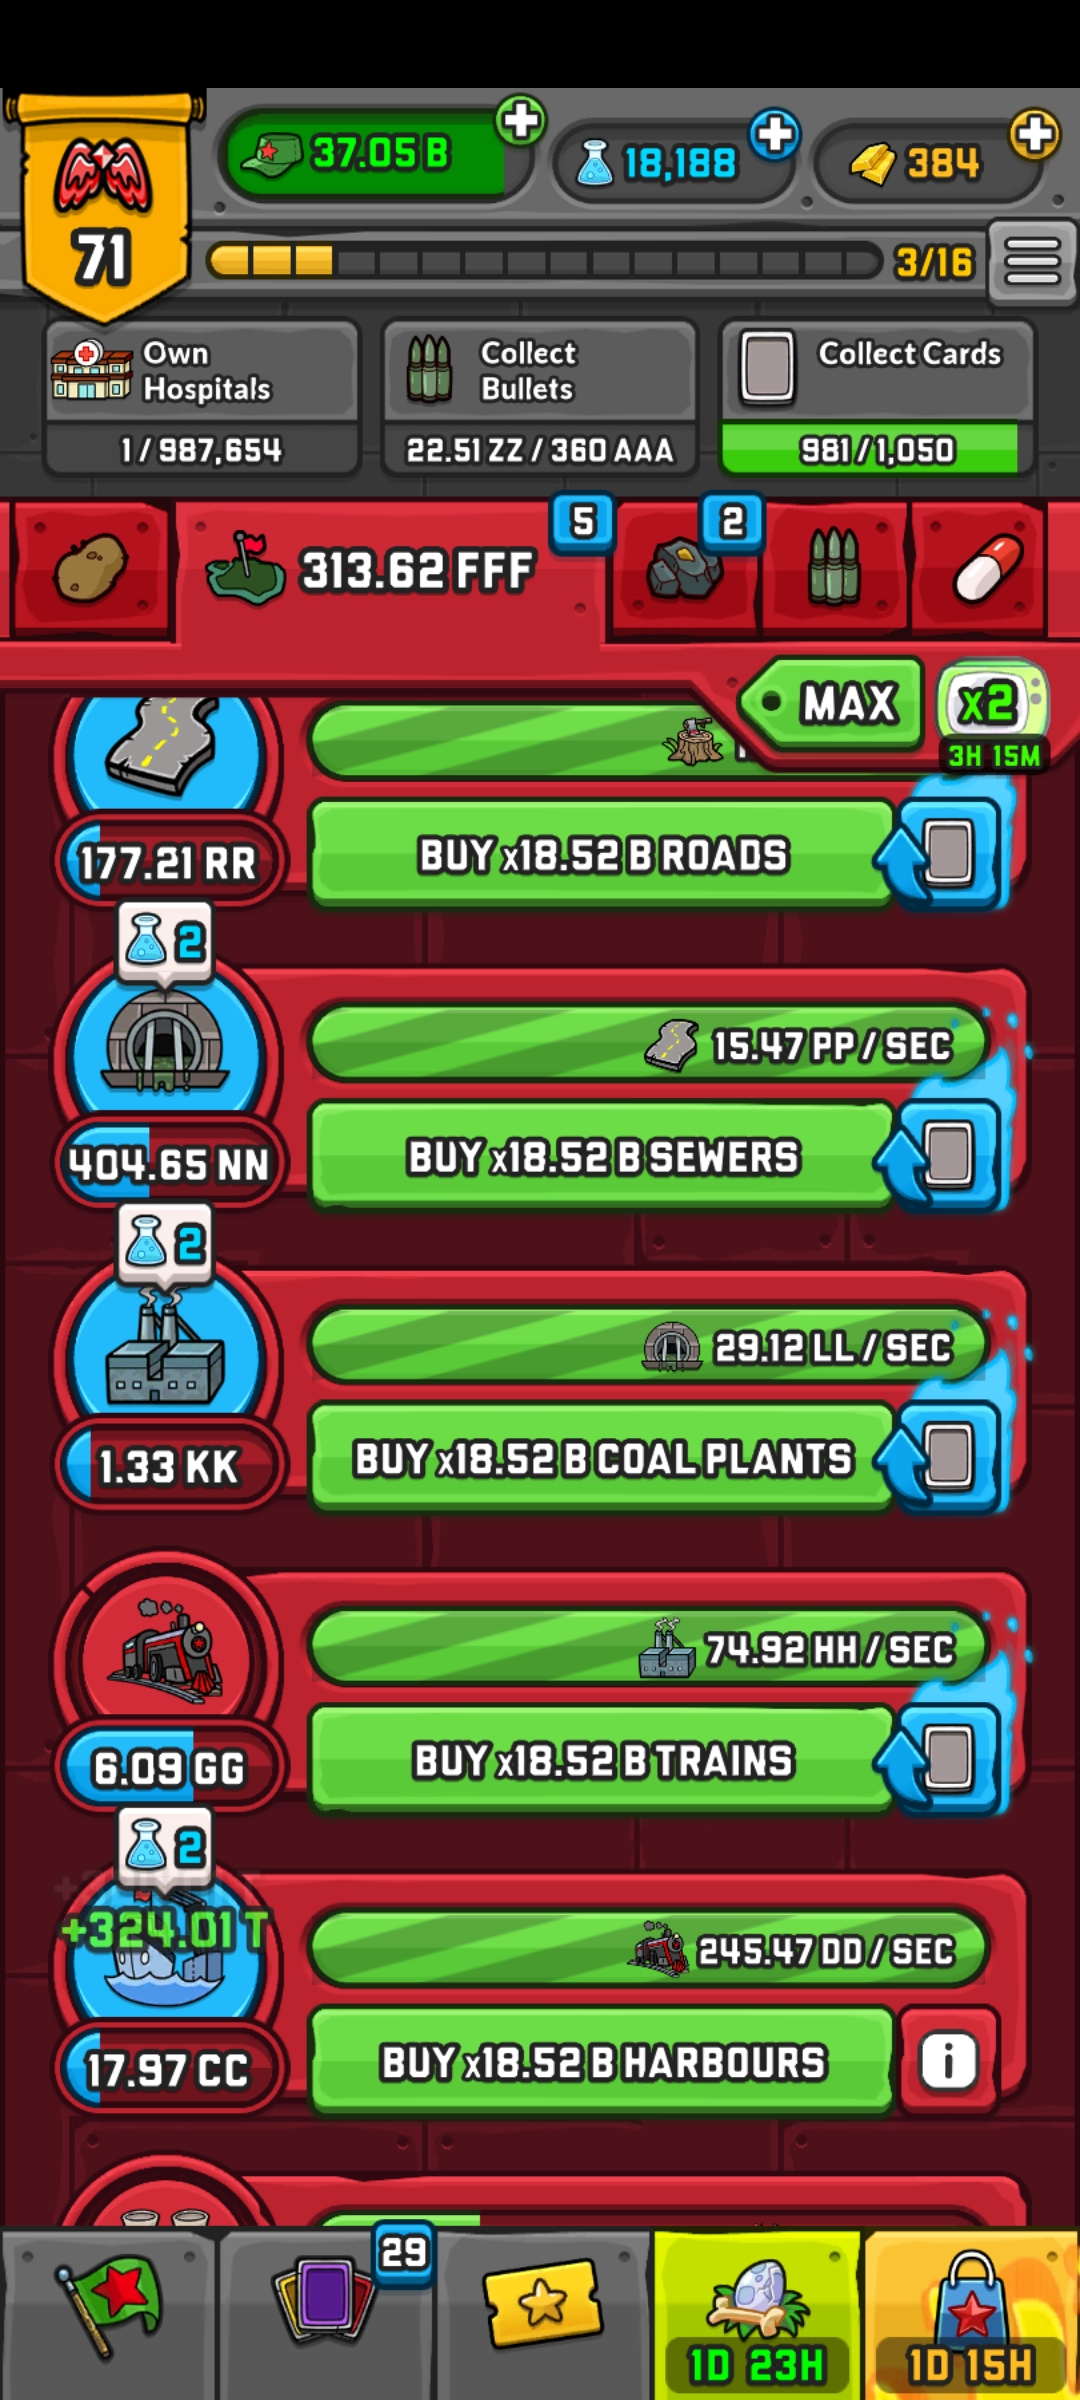 37.05 B
18,188
384
71
3/16
Own
Hospitals
1/987,654
Collect
Bullets
22.51 ZZ/360 AAA
Collect Cards
981/1,050
313.62 FFF
5
2
MAX
x2
3H 15M
177.21 RR
BUY x18.52 B ROADS
2
15.47 PP/SEC
404.65 NN
BUY x18.52 B SEWERS
2
29.12 LL/SEC
1.33 KK
BUY x18.52 B COAL PLANTS
74.92 HH/SEC
6.09 GG
BUY x18.52 B TRAINS
2
+324.01 T
245.47 DD/SEC
17.97 CC
BUY x18.52 B HARBOURS
i
29
1D 23H
1D 15H